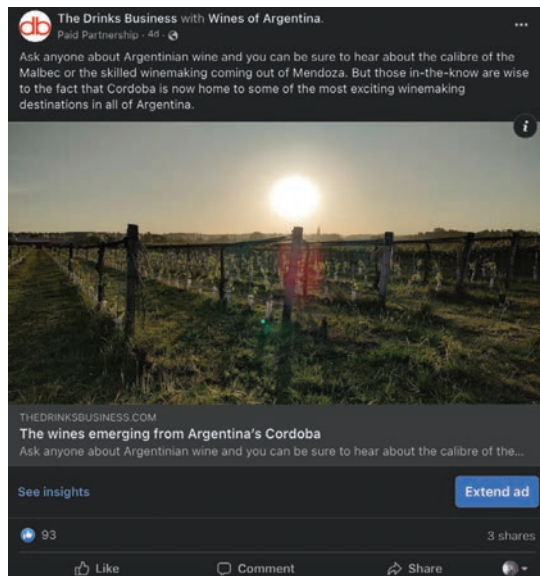 db
The Drinks Business with Wines of Argentina.
Paid Partnership · 4d ·
Ask anyone about Argentinian wine and you can be sure to hear about the calibre of the
Malbec or the skilled winemaking coming out of Mendoza. But those in-the-know are wise
to the fact that Cordoba is now home to some of the most exciting winemaking
destinations in all of Argentina.
i
THEDRINKSBUSINESS.COM
The wines emerging from Argentina's Cordoba
Ask anyone about Argentinian wine and you can be sure to hear about the calibre of the...
See insights
Extend ad
93
3 shares
Like
Comment
Share